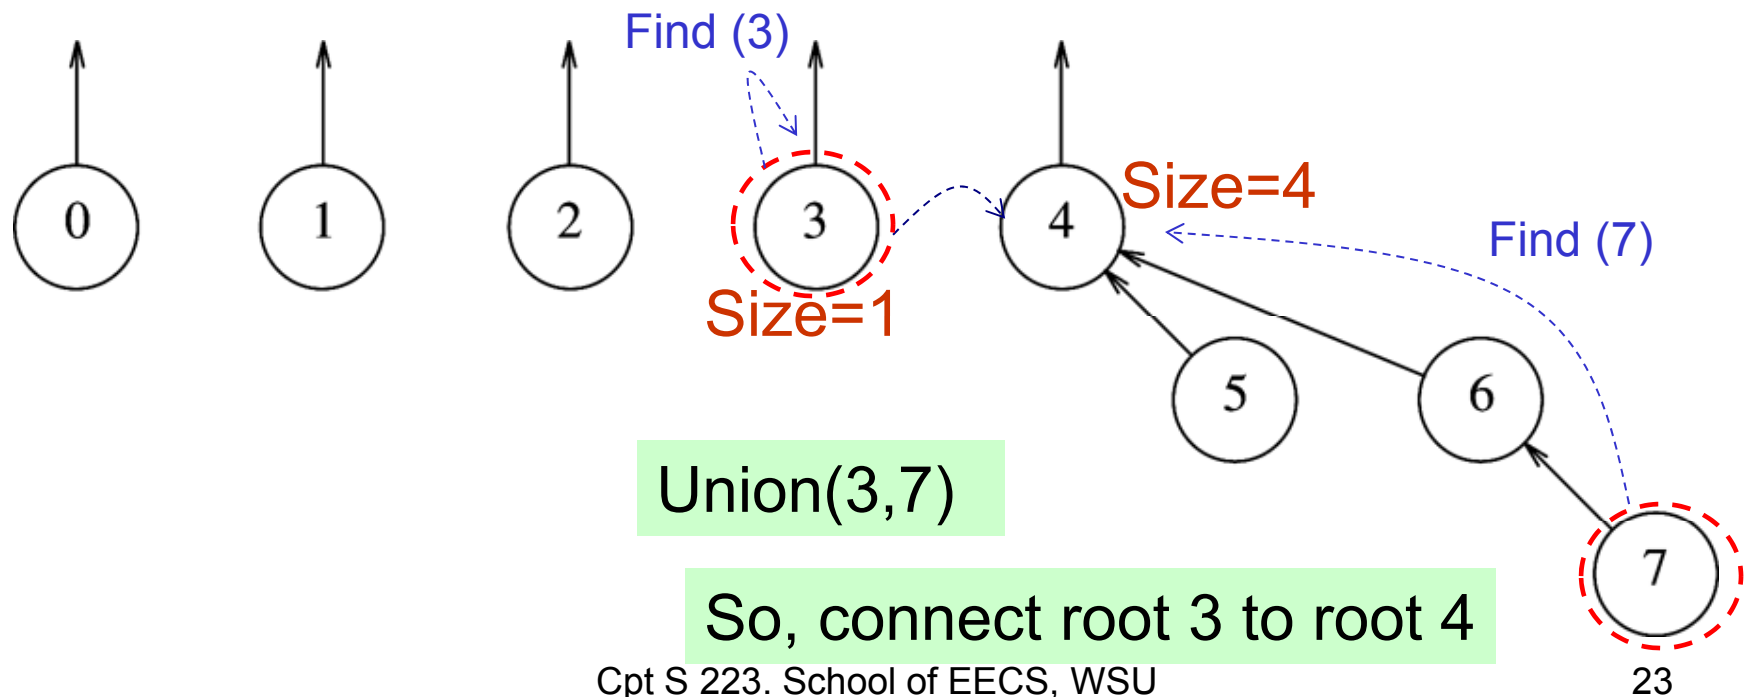 Find (3)
0
1
2
3
4
Size=4
Find (7)
Size=1
5
6
Union(3,7)
7
So, connect root 3 to root 4
Cpt S 223. School of EECS, WSU
23